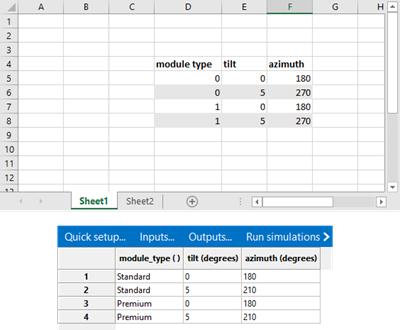 A B C D E F G H
1
2
3
4 module type tilt azimuth
5 0 0 180
6 0 5 270
7 1 0 180
8 1 5 270
9
10
11
12
Sheet1 Sheet2
Quick setup... Inputs... Outputs... Run simulations
module_type ( ) tilt (degrees) azimuth (degrees)
1 Standard 0 180
2 Standard 5 210
3 Premium 0 180
4 Premium 5 210